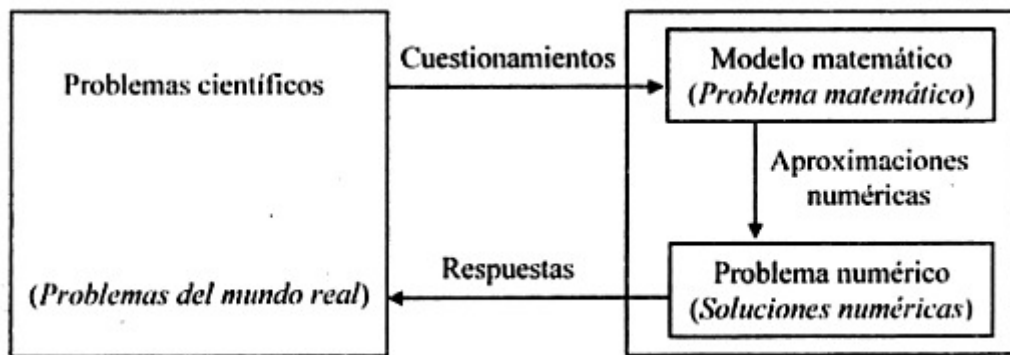 Problemas científicos
(Problemas del mundo real)
Cuestionamientos
Respuestas
Modelo matemático
(Problema matemático)
Aproximaciones
numéricas
Problema numérico
(Soluciones numéricas)